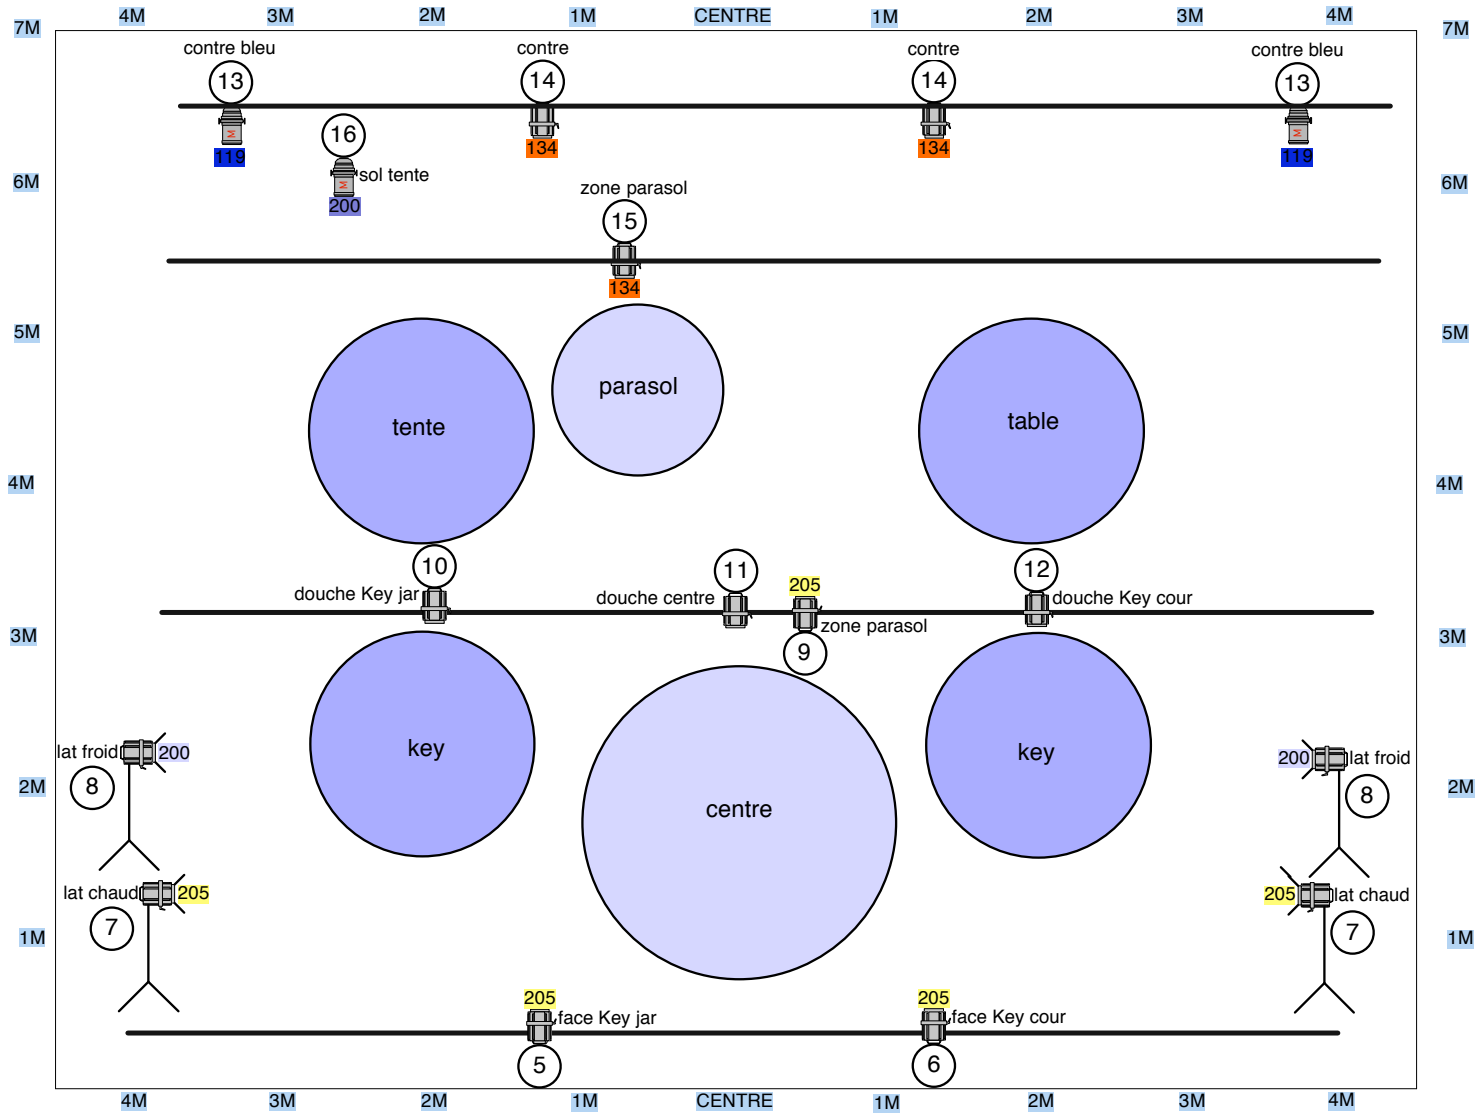 4M 3M 2M 1M CENTRE 1M 2M 3M 4M
7M 7M
contre bleu contre contre contre bleu
13 14 14 13
16
M M
119 134 134 119
sol tente
M
6M 6M
200
zone parasol
15
134
5M 5M
parasol
tente table
4M 4M
10 11 12
205
douche Key jar douche centre douche Key cour
zone parasol
3M 3M
9
key key
lat froid 200 200 lat froid
8 8
2M 2M
centre
lat chaud 205 205 lat chaud
7 7
1M 1M
205 205
face Key jar face Key cour
5 6
4M 3M 2M 1M CENTRE 1M 2M 3M 4M